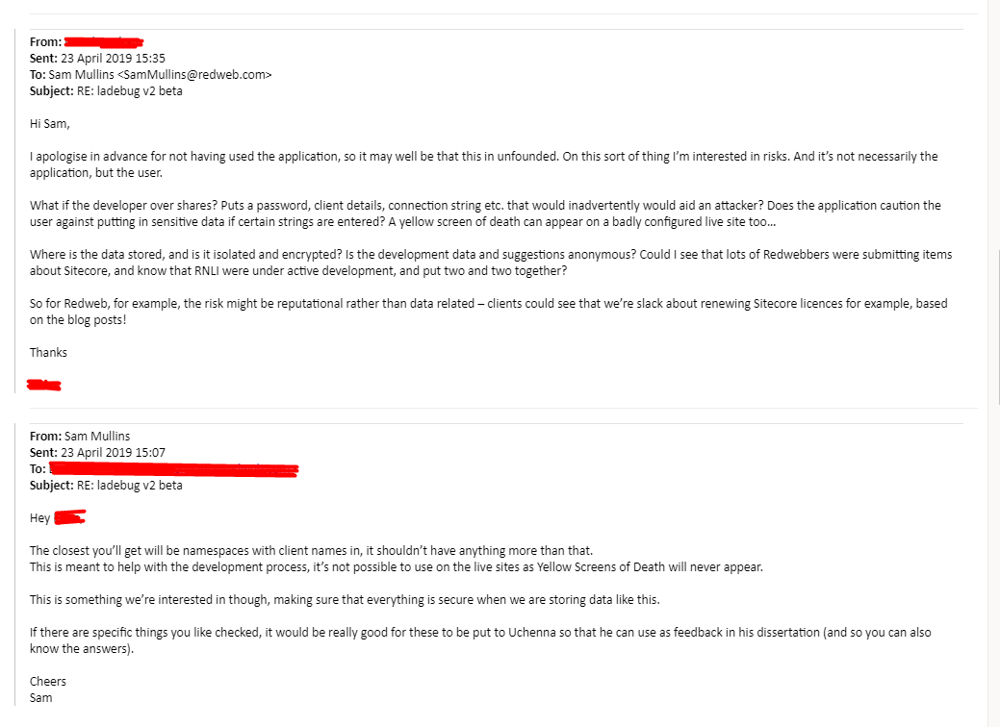 From:
Sent: 23 April 2019 15:35
To: Sam Mullins <SamMullins@redweb.com>
Subject: RE: ladebug v2 beta
Hi Sam,
I apologise in advance for not having used the application, so it may well be that this in unfounded. On this sort of thing I'm interested in risks. And it's not necessarily the
application, but the user.
What if the developer over shares? Puts a password, client details, connection string etc. that would inadvertently would aid an attacker? Does the application caution the
user against putting in sensitive data if certain strings are entered? A yellow screen of death can appear on a badly configured live site too...
Where is the data stored, and is it isolated and encrypted? Is the development data and suggestions anonymous? Could I see that lots of Redwebbers were submitting items
about Sitecore, and know that RNLI were under active development, and put two and two together?
So for Redweb, for example, the risk might be reputational rather than data related – clients could see that we're slack about renewing Sitecore licences for example, based
on the blog posts!
Thanks
From: Sam Mullins
Sent: 23 April 2019 15:07
To:
Subject: RE: ladebug v2 beta
Hey
The closest you'll get will be namespaces with client names in, it shouldn't have anything more than that.
This is meant to help with the development process, it's not possible to use on the live sites as Yellow Screens of Death will never appear.
This is something we're interested in though, making sure that everything is secure when we are storing data like this.
If there are specific things you like checked, it would be really good for these to be put to Uchenna so that he can use as feedback in his dissertation (and so you can also
know the answers).
Cheers
Sam